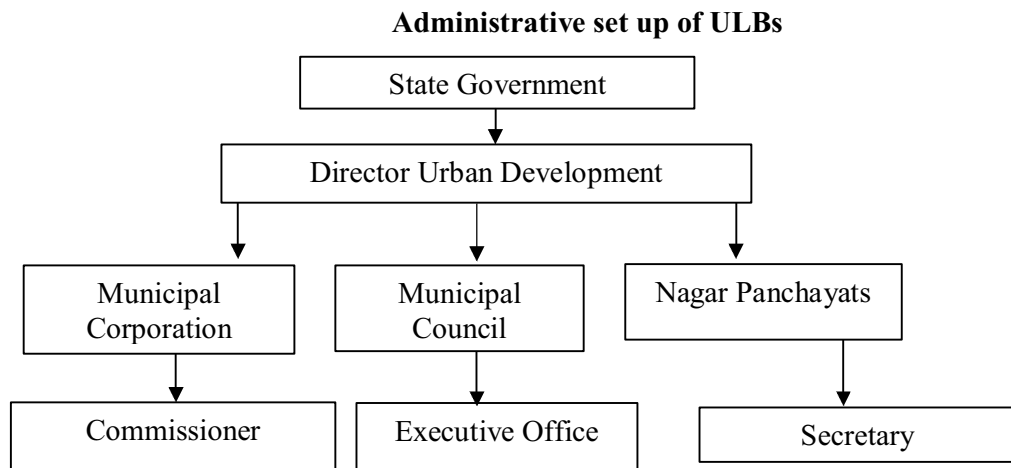 Administrative set up of ULBs
State Government
Director Urban Development
Municipal
Corporation
Municipal
Council
Nagar Panchayats
Commissioner
Executive Office
Secretary